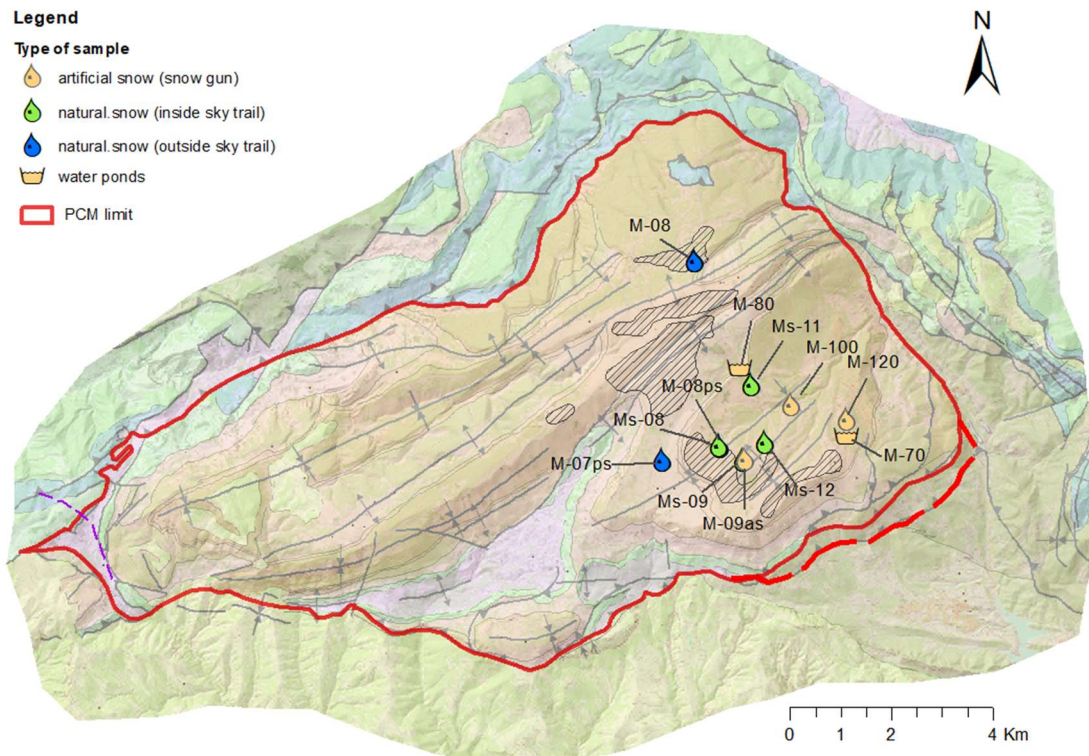 Legend
Type of sample
artificial snow (snow gun)
natural.snow (inside sky trail)
natural.snow (outside sky trail)
water ponds
PCM limit
N
M-08
M-80
Ms-11
M-100
M-120
M-08ps
Ms-08
M-07ps
M-70
Ms-09
Ms-12
M-09as
0 1 2 4 Km